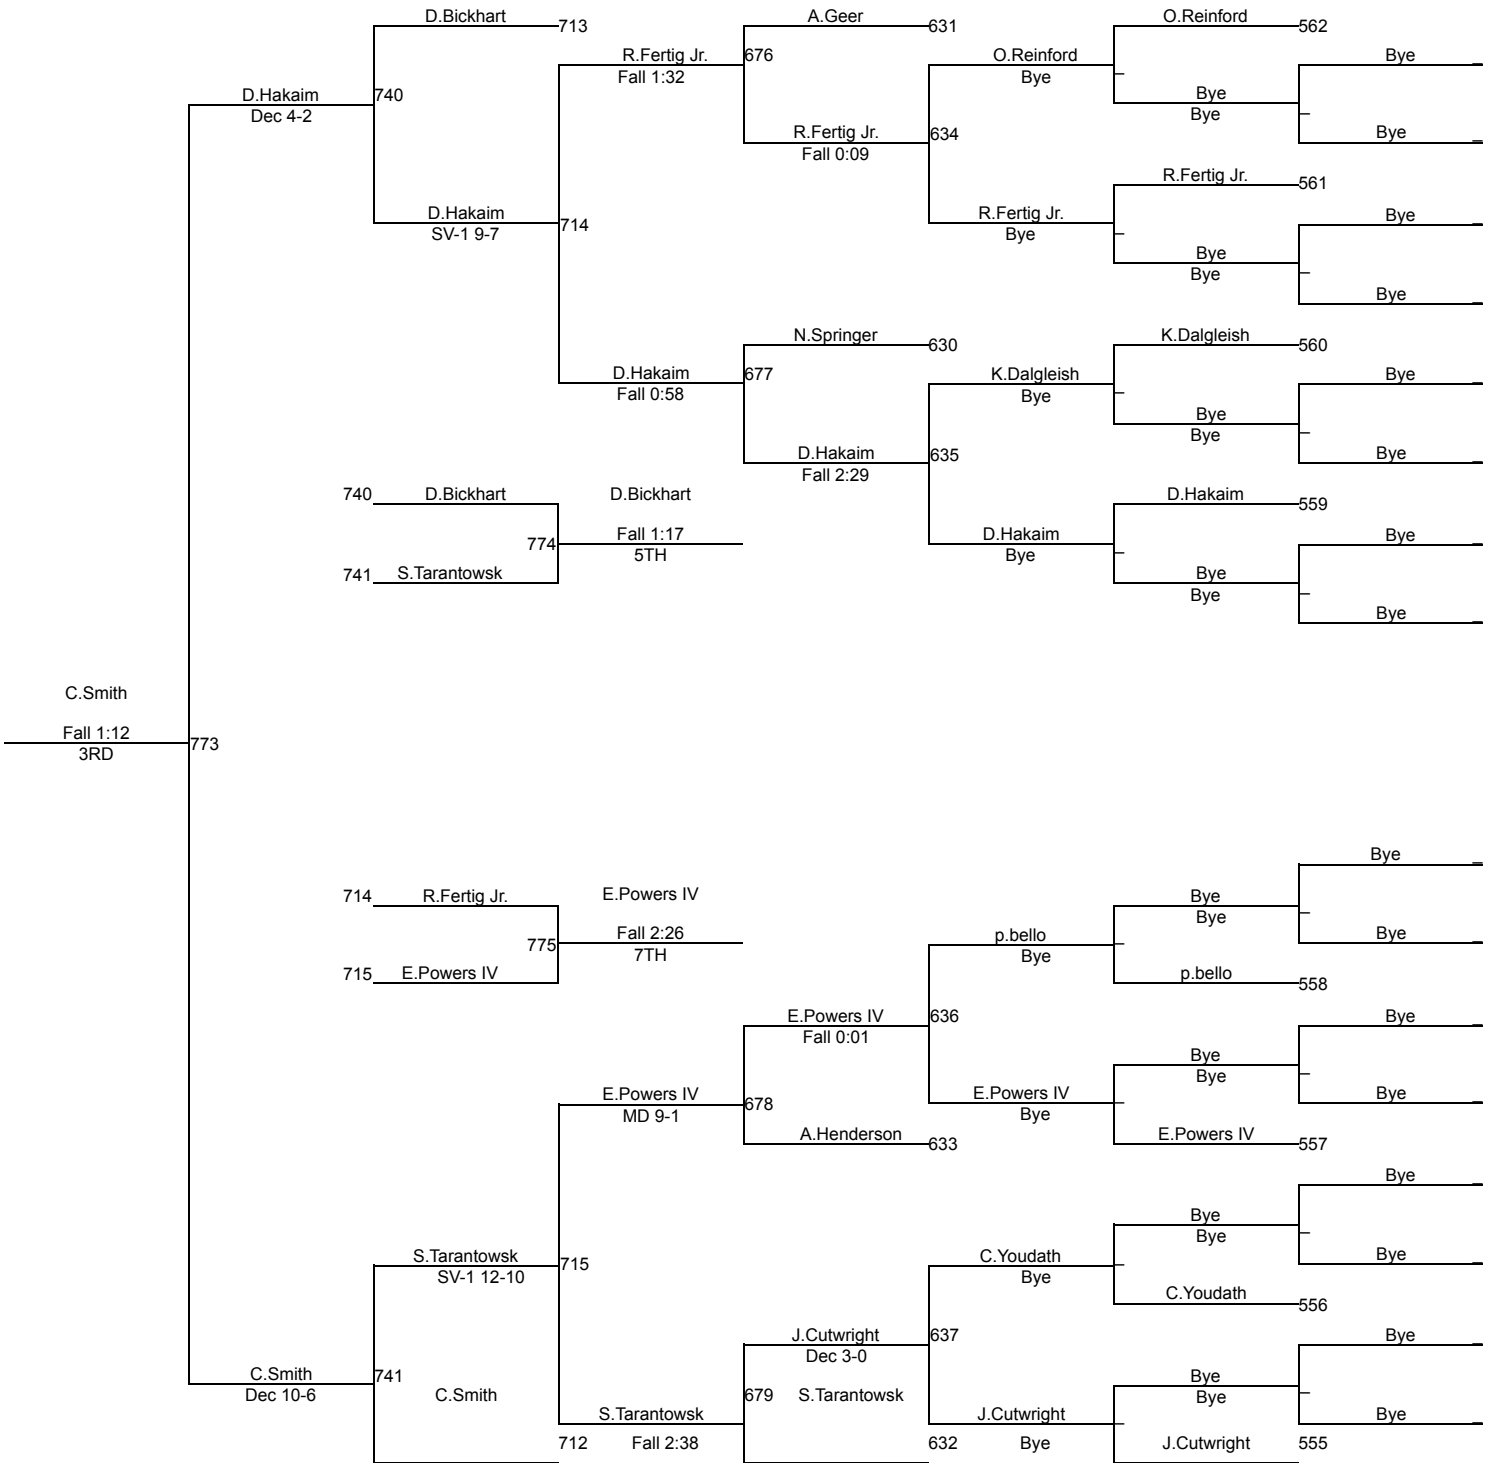 D.Bickhart
713
A.Geer
631
O.Reinford
562
R.Fertig Jr.
676
Fall 1:32
O.Reinford
Bye
Bye
D.Hakaim
740
Dec 4-2
Bye
Bye
R.Fertig Jr.
634
Fall 0:09
Bye
R.Fertig Jr.
561
D.Hakaim
714
SV-1 9-7
R.Fertig Jr.
Bye
Bye
Bye
Bye
Bye
N.Springer
630
K.Dalgleish
560
D.Hakaim
677
Fall 0:58
K.Dalgleish
Bye
Bye
Bye
Bye
D.Hakaim
635
Fall 2:29
Bye
740
D.Bickhart
D.Bickhart
D.Hakaim
559
774
Fall 1:17
5TH
D.Hakaim
Bye
Bye
741
S.Tarantowsk
Bye
Bye
Bye
C.Smith
Fall 1:12
3RD
773
Bye
714
R.Fertig Jr.
E.Powers IV
Bye
Bye
775
Fall 2:26
7TH
p.bello
Bye
Bye
715
E.Powers IV
p.bello
558
E.Powers IV
636
Fall 0:01
Bye
Bye
Bye
E.Powers IV
678
MD 9-1
E.Powers IV
Bye
Bye
A.Henderson
633
E.Powers IV
557
Bye
Bye
Bye
S.Tarantowsk
715
SV-1 12-10
C.Youdath
Bye
Bye
C.Youdath
556
J.Cutwright
637
Dec 3-0
Bye
C.Smith
741
Dec 10-6
Bye
Bye
C.Smith
679
S.Tarantowsk
S.Tarantowsk
J.Cutwright
Bye
712
Fall 2:38
632
Bye
J.Cutwright
555